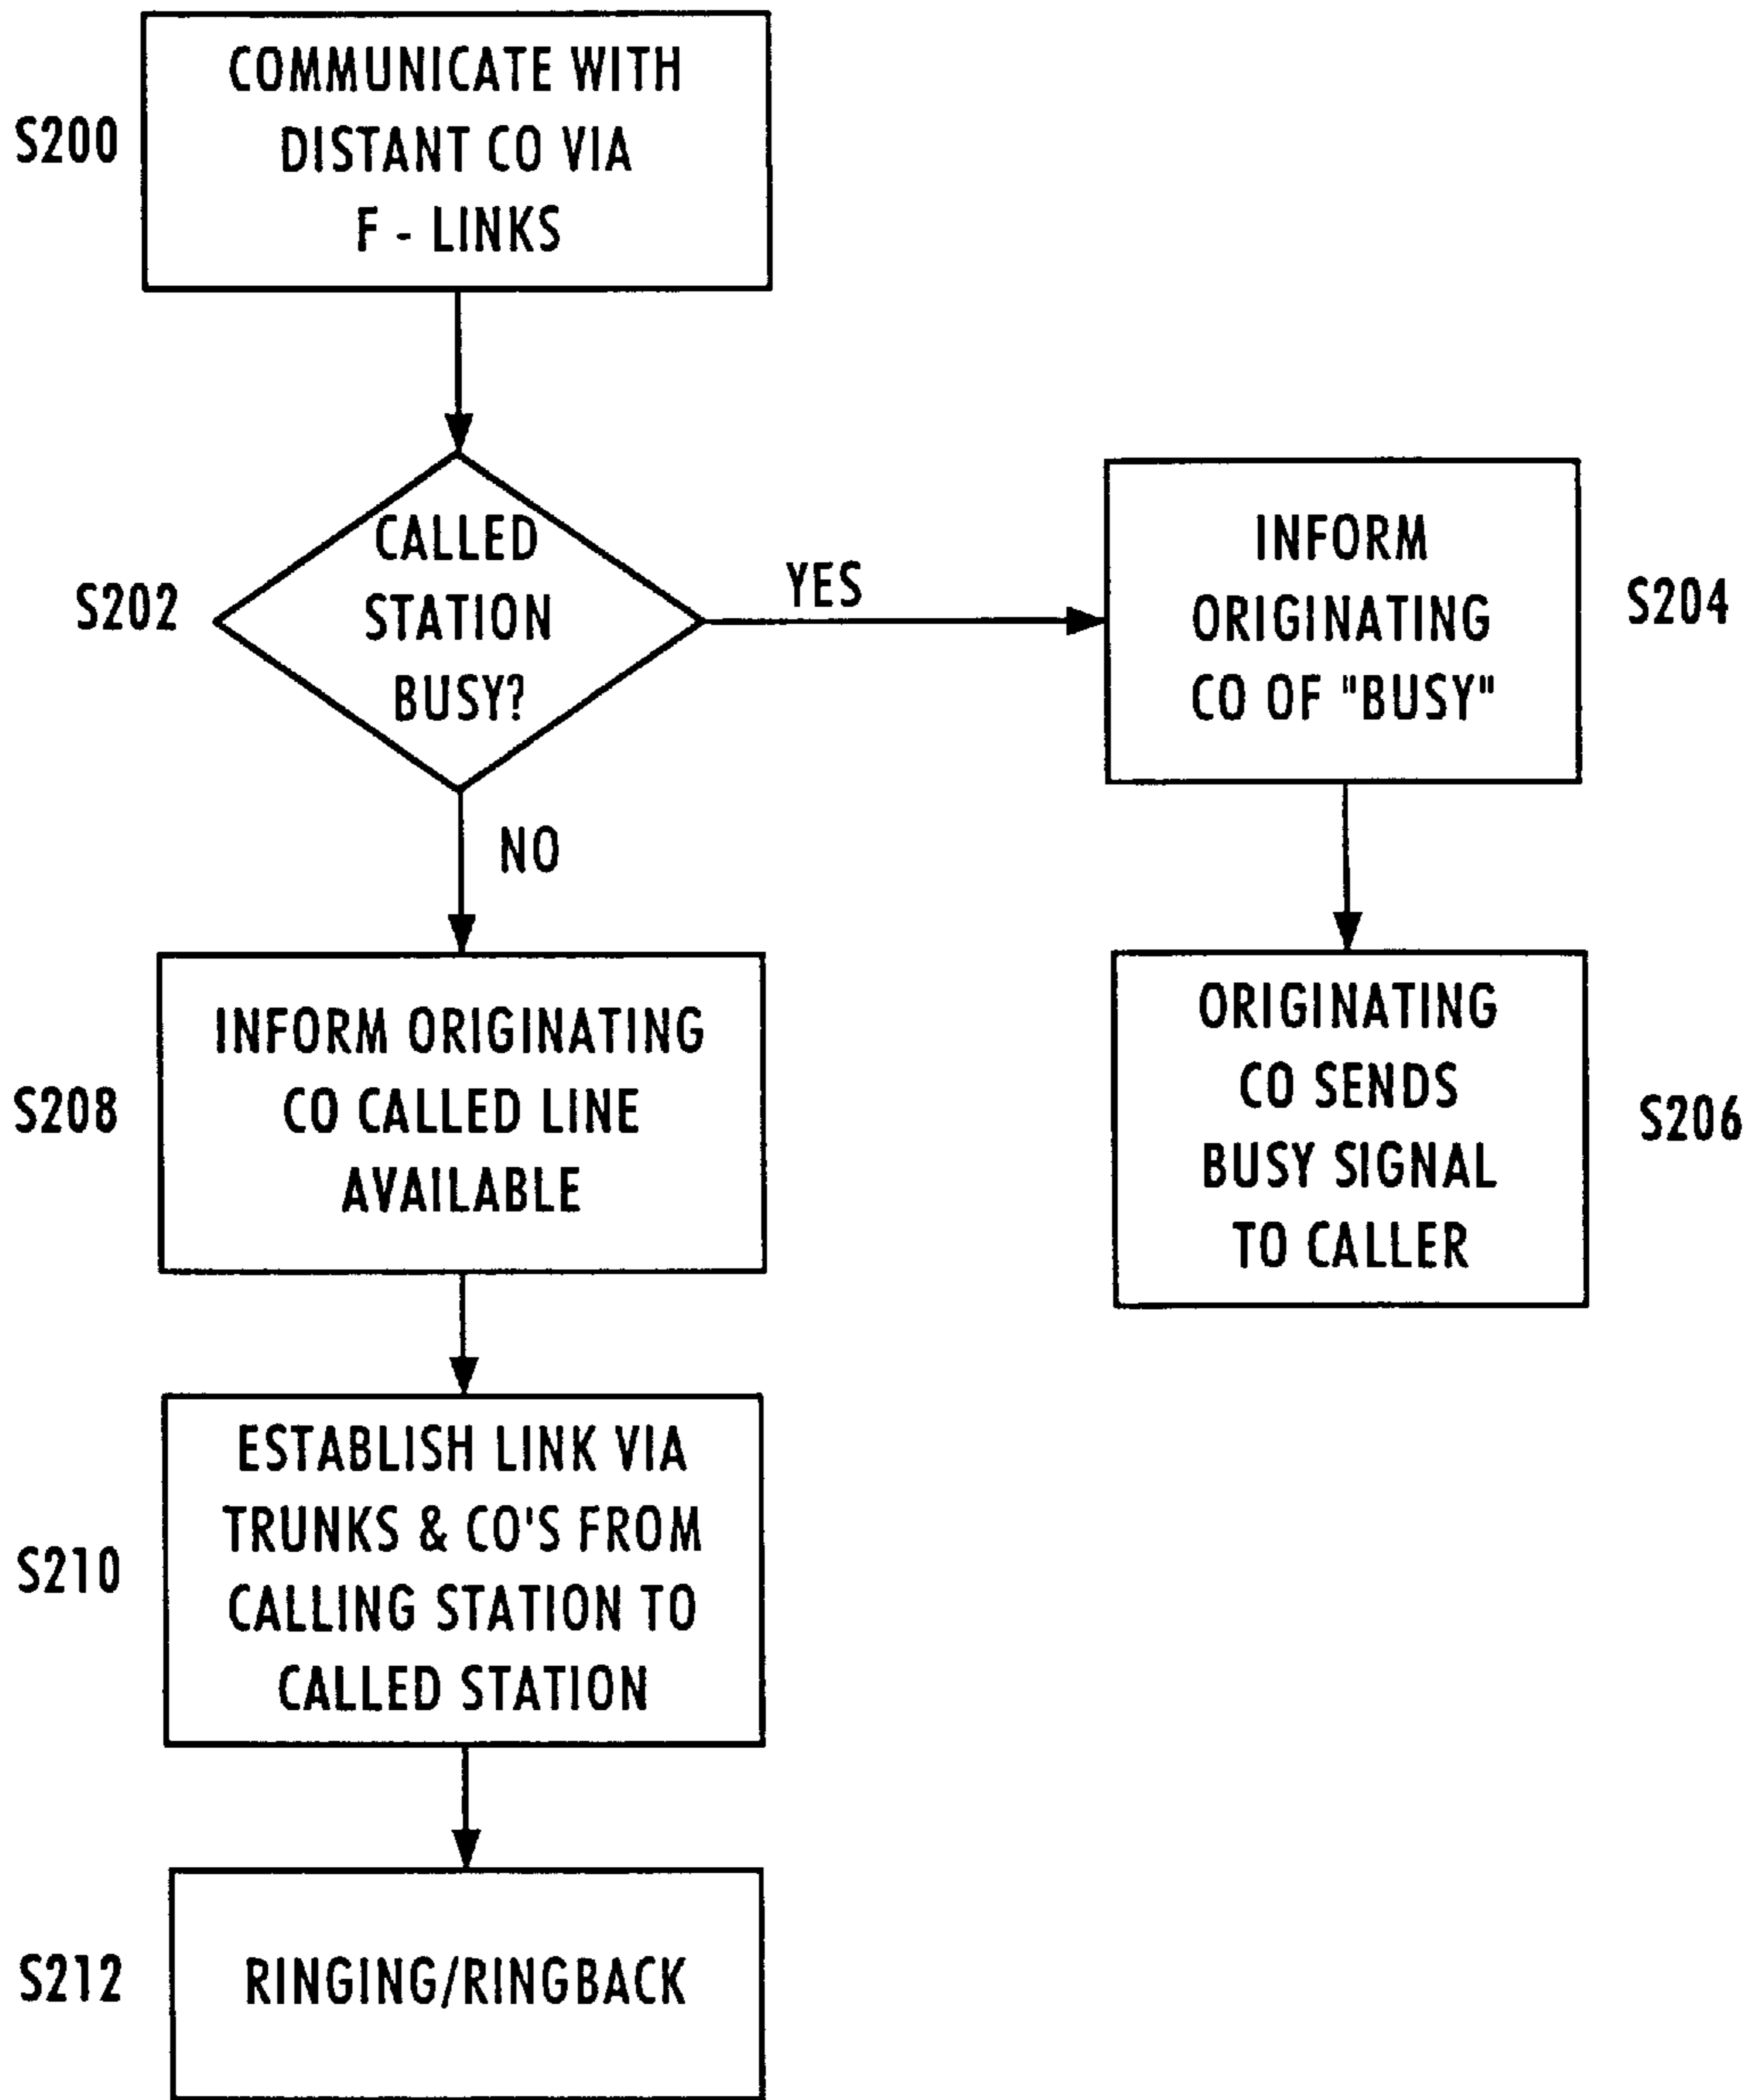 S200
COMMUNICATE WITH
DISTANT CO VIA
F - LINKS
S202
CALLED
STATION
BUSY?
YES
INFORM
ORIGINATING
CO OF "BUSY"
S204
NO
ORIGINATING
CO SENDS
BUSY SIGNAL
TO CALLER
S206
S208
INFORM ORIGINATING
CO CALLED LINE
AVAILABLE
S210
ESTABLISH LINK VIA
TRUNKS & CO'S FROM
CALLING STATION TO
CALLED STATION
S212
RINGING/RINGBACK